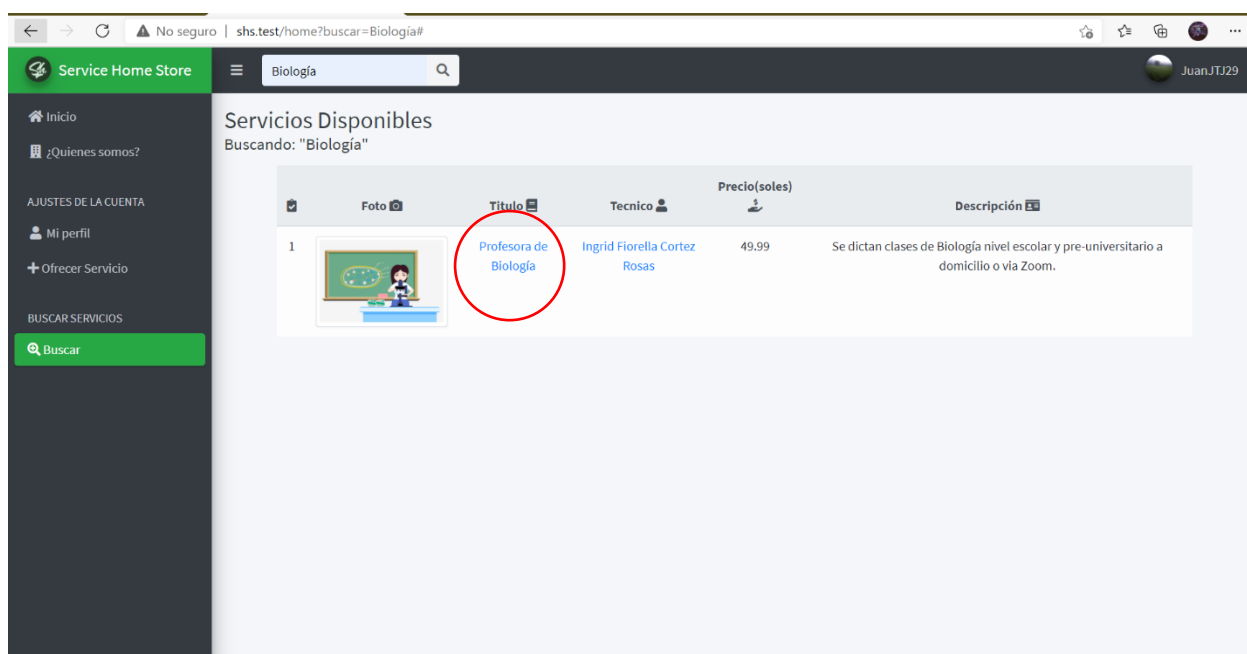 No seguro | shs.test/home?buscar=Biología#
Service Home Store
Biología
JuanJTJ29
Inicio
¿Quienes somos?
AJUSTES DE LA CUENTA
Mi perfil
Ofrecer Servicio
BUSCAR SERVICIOS
Buscar
Servicios Disponibles
Buscando: "Biología"
Foto
Titulo
Tecnico
Precio(soles)
Descripción
1
Profesora de
Biología
Ingrid Fiorella Cortez
Rosas
49.99
Se dictan clases de Biología nivel escolar y pre-universitario a
domicilio o via Zoom.